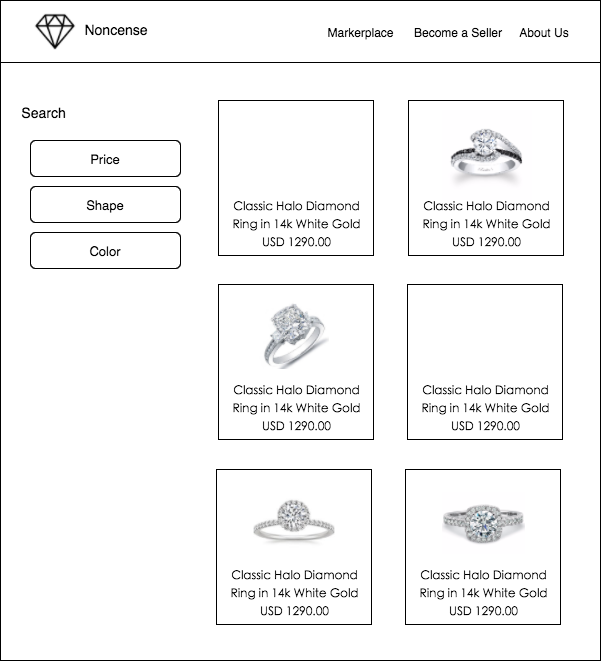 Noncense
Markerplace
Become a Seller
About Us
Search
Price
Shape
Color
Classic Halo Diamond
Ring in 14k White Gold
USD 1290.00
Classic Halo Diamond
Ring in 14k White Gold
USD 1290.00
Classic Halo Diamond
Ring in 14k White Gold
USD 1290.00
Classic Halo Diamond
Ring in 14k White Gold
USD 1290.00
Classic Halo Diamond
Ring in 14k White Gold
USD 1290.00
Classic Halo Diamond
Ring in 14k White Gold
USD 1290.00